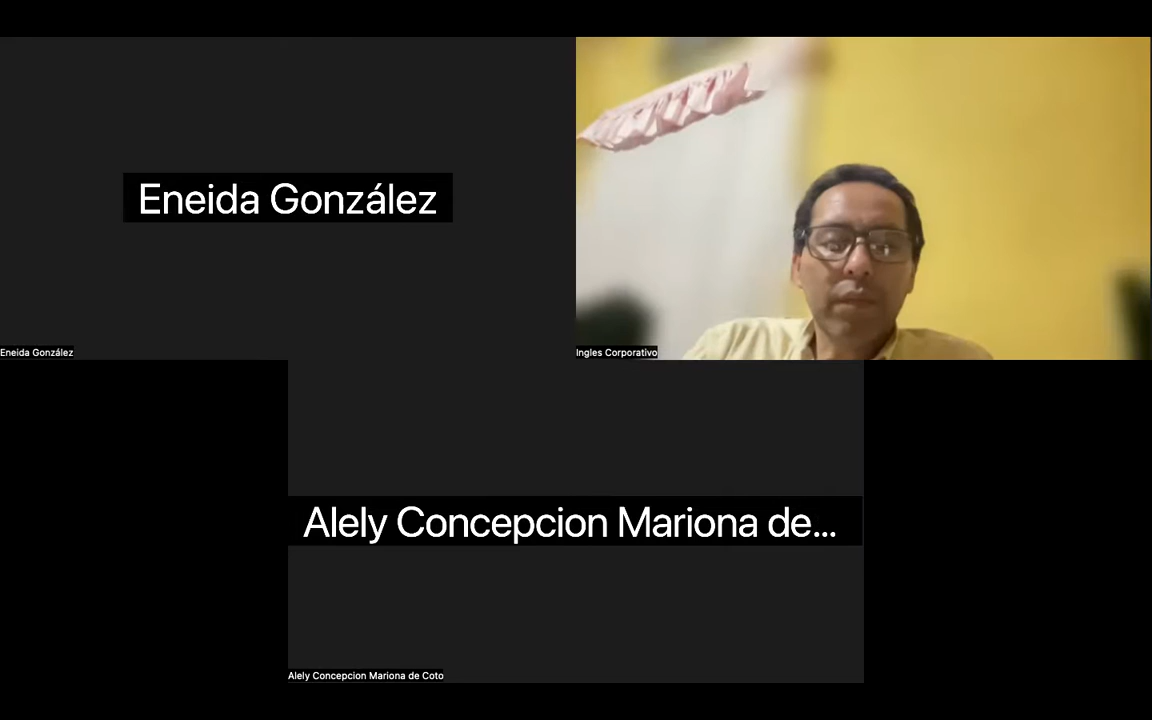 Eneida González
Eneida González
Ingles Corporativo
Alely Concepcion Mariona de...
Alely Concepcion Mariona de Coto